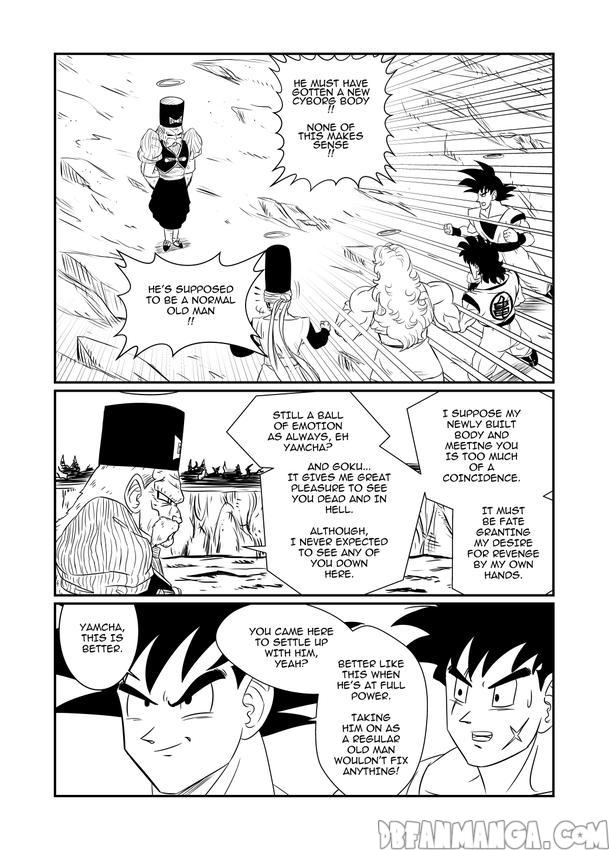 HE MUST HAVE
GOTTEN A NEW
CYBORG BODY
!!
NONE OF
THIS MAKES
SENSE
!!
HE'S SUPPOSED
TO BE A NORMAL
OLD MAN
!!
STILL A BALL
OF EMOTION
AS ALWAYS, EH
YAMCHA?
AND GOKU...
IT GIVES ME GREAT
PLEASURE TO SEE
YOU DEAD AND IN
HELL.
ALTHOUGH,
I NEVER EXPECTED
TO SEE ANY OF
YOU DOWN
HERE.
I SUPPOSE MY
NEWLY BUILT
BODY AND
MEETING YOU
IS TOO MUCH
OF A
COINCIDENCE.
IT MUST
BE FATE
GRANTING
MY DESIRE
FOR REVENGE
BY MY OWN
HANDS.
YAMCHA,
THIS IS
BETTER.
YOU CAME HERE
TO SETTLE UP
WITH HIM,
YEAH?
BETTER LIKE
THIS WHEN
HE'S AT FULL
POWER.
TAKING
HIM ON AS
A REGULAR
OLD MAN
WOULDN'T FIX
ANYTHING!
DBFANMANGA.COM